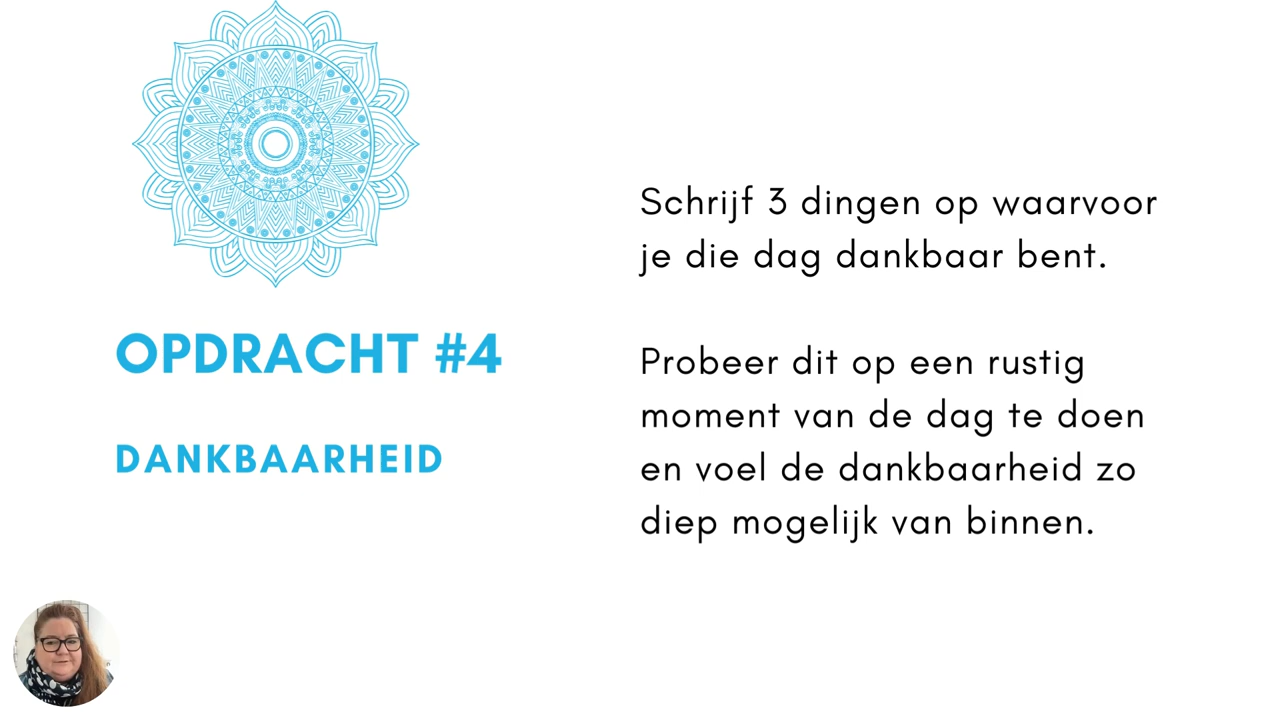 OPDRACHT #4
DANKBAARHEID
Schrijf 3 dingen op waarvoor
je die dag dankbaar bent.
Probeer dit op een rustig
moment van de dag te doen
en voel de dankbaarheid zo
diep mogelijk van binnen.